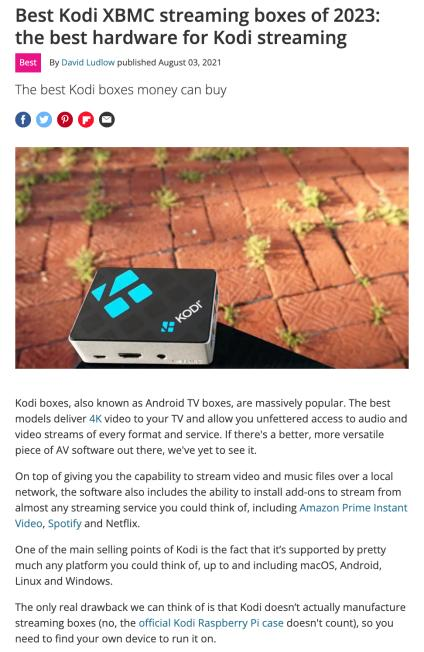 Best Kodi XBMC streaming boxes of 2023:
the best hardware for Kodi streaming
Best By David Ludlow published August 03, 2021
The best Kodi boxes money can buy
KODI
Kodi boxes, also known as Android TV boxes, are massively popular. The best
models deliver 4K video to your TV and allow you unfettered access to audio and
video streams of every format and service. If there's a better, more versatile
piece of AV software out there, we've yet to see it.
On top of giving you the capability to stream video and music files over a local
network, the software also includes the ability to install add-ons to stream from
almost any streaming service you could think of, including Amazon Prime Instant
Video, Spotify and Netflix.
One of the main selling points of Kodi is the fact that it’s supported by pretty
much any platform you could think of, up to and including macOS, Android,
Linux and Windows.
The only real drawback we can think of is that Kodi doesn’t actually manufacture
streaming boxes (no, the official Kodi Raspberry Pi case doesn't count), so you
need to find your own device to run it on.